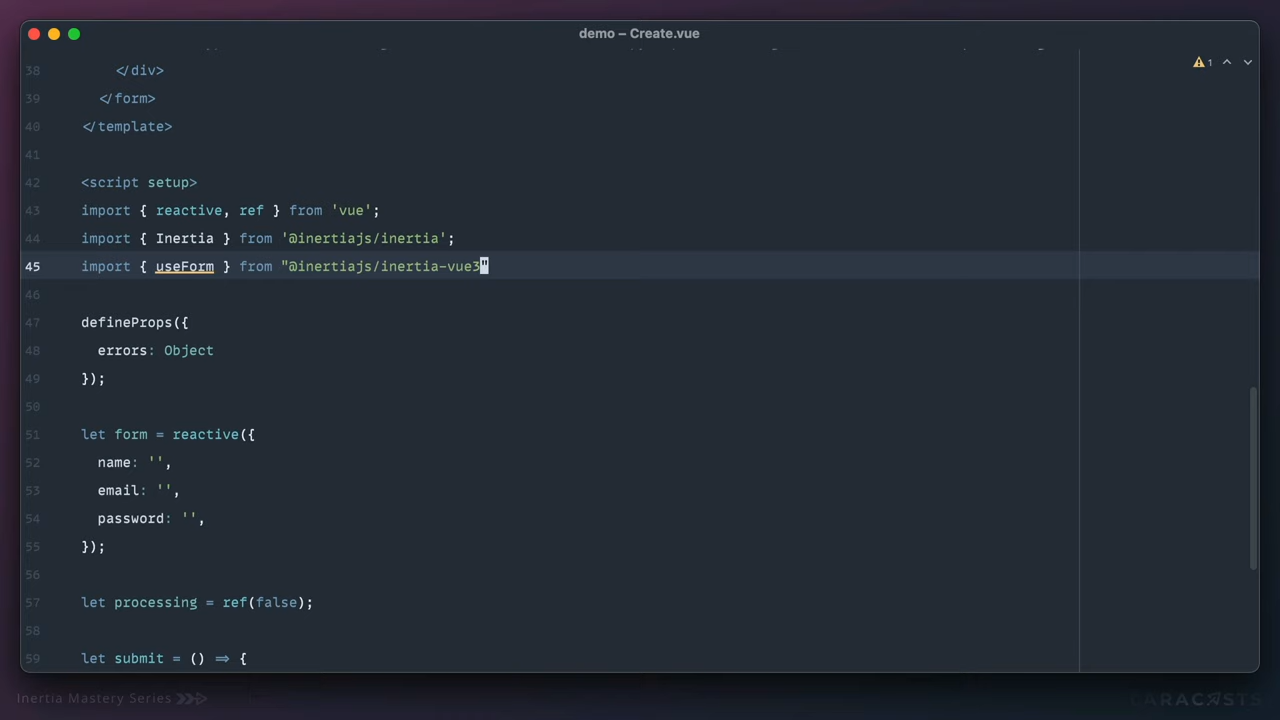 demo – Create.vue
1
38 </div>
39 </form>
40 </template>
41
42 <script setup>
43 import { reactive, ref } from 'vue';
44 import { Inertia } from '@inertiajs/inertia';
45 import { useForm } from "@inertiajs/inertia-vue3"
46
47 defineProps({
48 errors: Object
49 });
50
51 let form = reactive({
52 name: '',
53 email: '',
54 password: '',
55 });
56
57 let processing = ref(false);
58
59 let submit = () => {
Inertia Mastery Series
LARACASTS